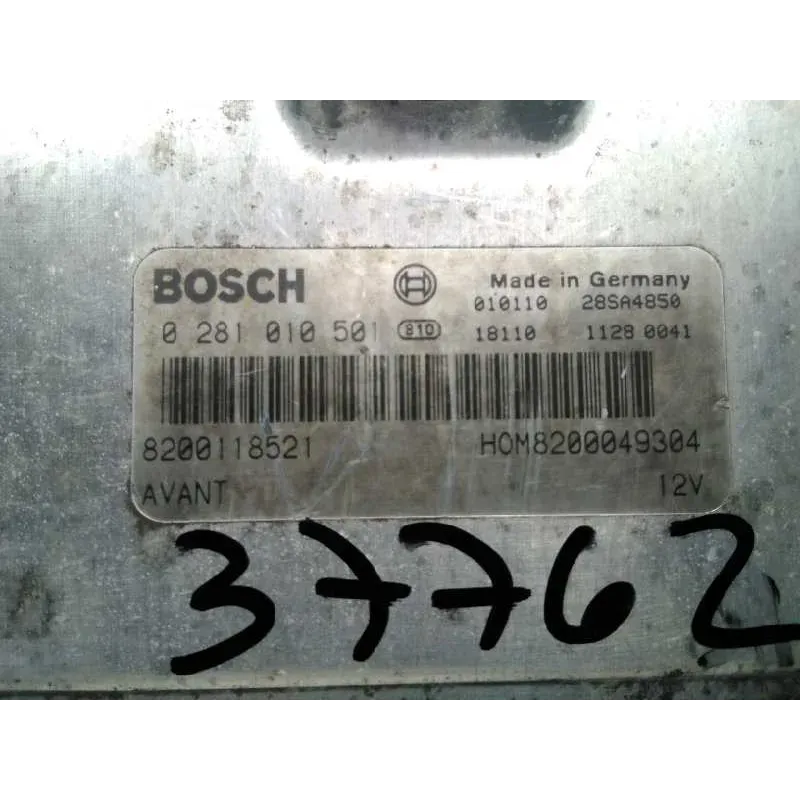 BOSCH Made in Germany
010110 28SA4850
0 281 010 501 810 18110 1128 0041
8200118521 HOM8200049304
AVANT 12V
37762